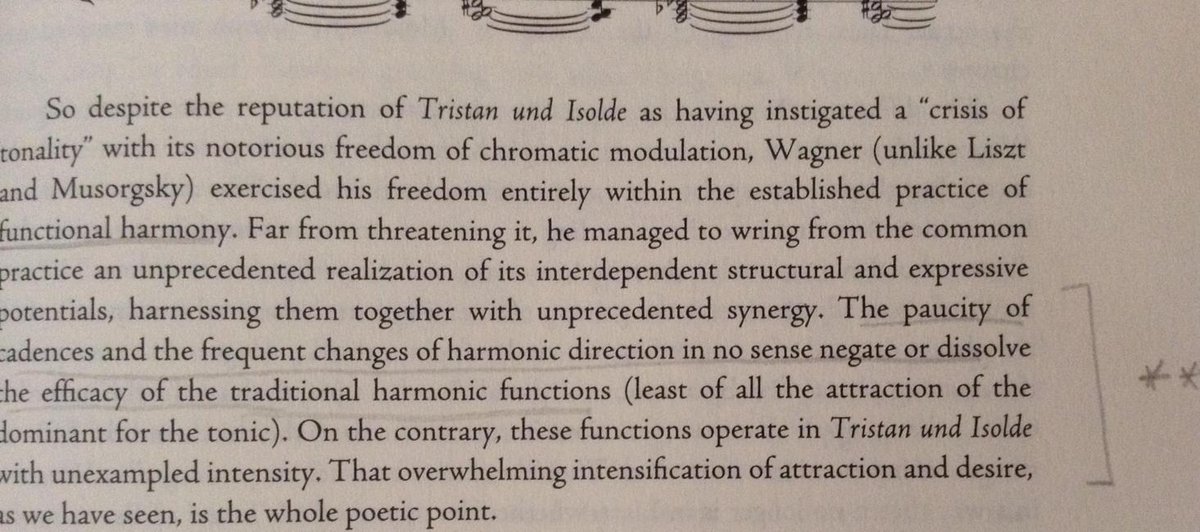 So despite the reputation of Tristan und Isolde as having instigated a “crisis of
tonality” with its notorious freedom of chromatic modulation, Wagner (unlike Liszt
and Musorgsky) exercised his freedom entirely within the established practice of
functional harmony. Far from threatening it, he managed to wring from the common
practice an unprecedented realization of its interdependent structural and expressive
potentials, harnessing them together with unprecedented synergy. The paucity of
cadences and the frequent changes of harmonic direction in no sense negate or dissolve
the efficacy of the traditional harmonic functions (least of all the attraction of the
dominant for the tonic). On the contrary, these functions operate in Tristan und Isolde
with unexampled intensity. That overwhelming intensification of attraction and desire,
as we have seen, is the whole poetic point.